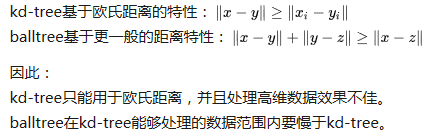 kd-tree基于欧氏距离的特性：‖x − y‖ ≥ ‖xᵢ − yᵢ‖
balltree基于更一般的距离特性：‖x − y‖ + ‖y − z‖ ≥ ‖x − z‖
因此：
kd-tree只能用于欧氏距离，并且处理高维数据效果不佳。
balltree在kd-tree能够处理的数据范围内要慢于kd-tree。